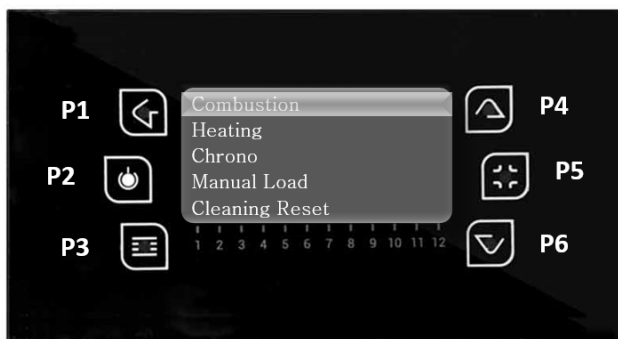 P1
P2
P3
Combustion
Heating
Chrono
Manual Load
Cleaning Reset
1 2 3 4 5 6 7 8 9 10 11 12
P4
P5
P6